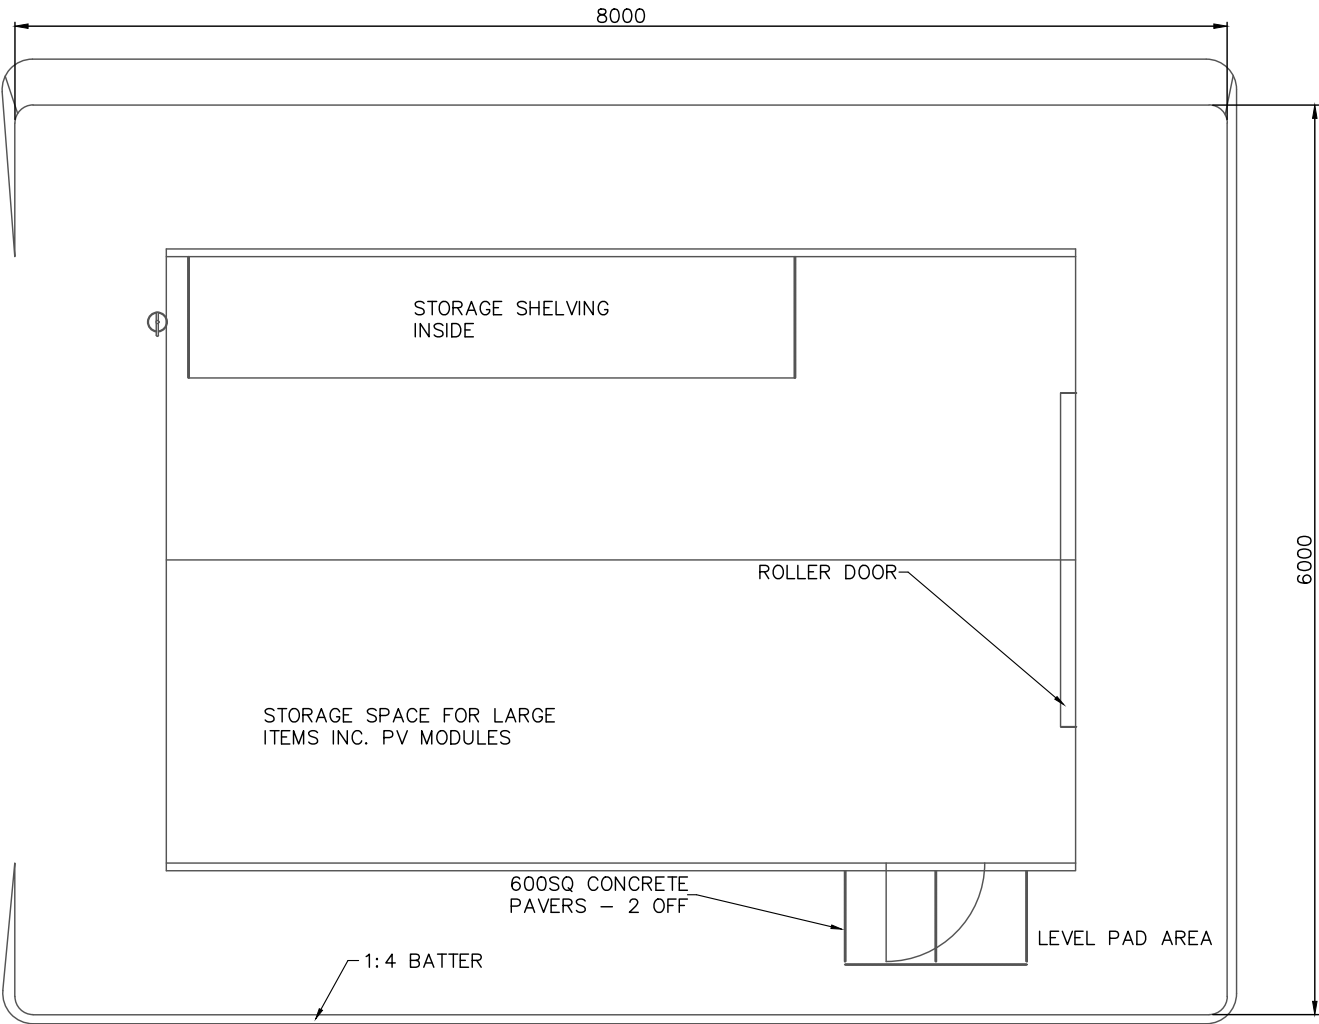 8000
STORAGE SHELVING
INSIDE
6000
ROLLER DOOR
STORAGE SPACE FOR LARGE
ITEMS INC. PV MODULES
600SQ CONCRETE
PAVERS – 2 OFF
LEVEL PAD AREA
1:4 BATTER